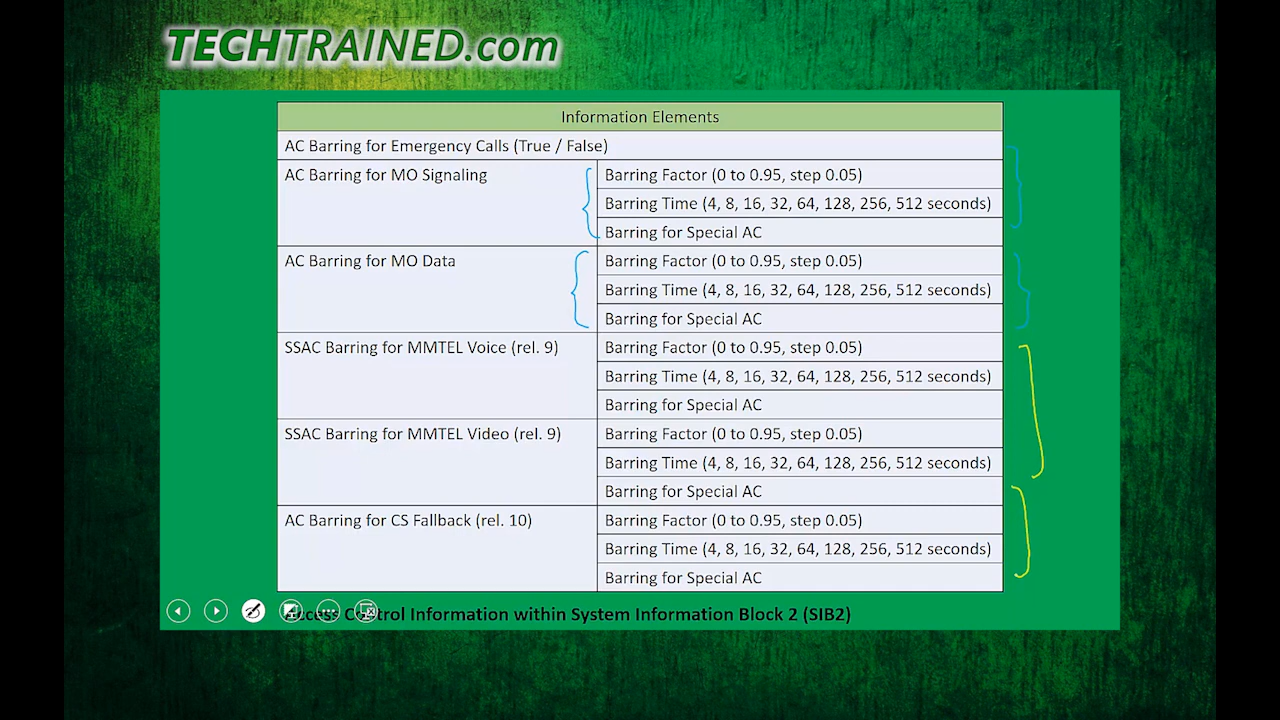 TECHTRAINED.com
Information Elements
AC Barring for Emergency Calls (True / False)
AC Barring for MO Signaling
Barring Factor (0 to 0.95, step 0.05)
Barring Time (4, 8, 16, 32, 64, 128, 256, 512 seconds)
Barring for Special AC
AC Barring for MO Data
Barring Factor (0 to 0.95, step 0.05)
Barring Time (4, 8, 16, 32, 64, 128, 256, 512 seconds)
Barring for Special AC
SSAC Barring for MMTEL Voice (rel. 9)
Barring Factor (0 to 0.95, step 0.05)
Barring Time (4, 8, 16, 32, 64, 128, 256, 512 seconds)
Barring for Special AC
SSAC Barring for MMTEL Video (rel. 9)
Barring Factor (0 to 0.95, step 0.05)
Barring Time (4, 8, 16, 32, 64, 128, 256, 512 seconds)
Barring for Special AC
AC Barring for CS Fallback (rel. 10)
Barring Factor (0 to 0.95, step 0.05)
Barring Time (4, 8, 16, 32, 64, 128, 256, 512 seconds)
Barring for Special AC
Access Control Information within System Information Block 2 (SIB2)